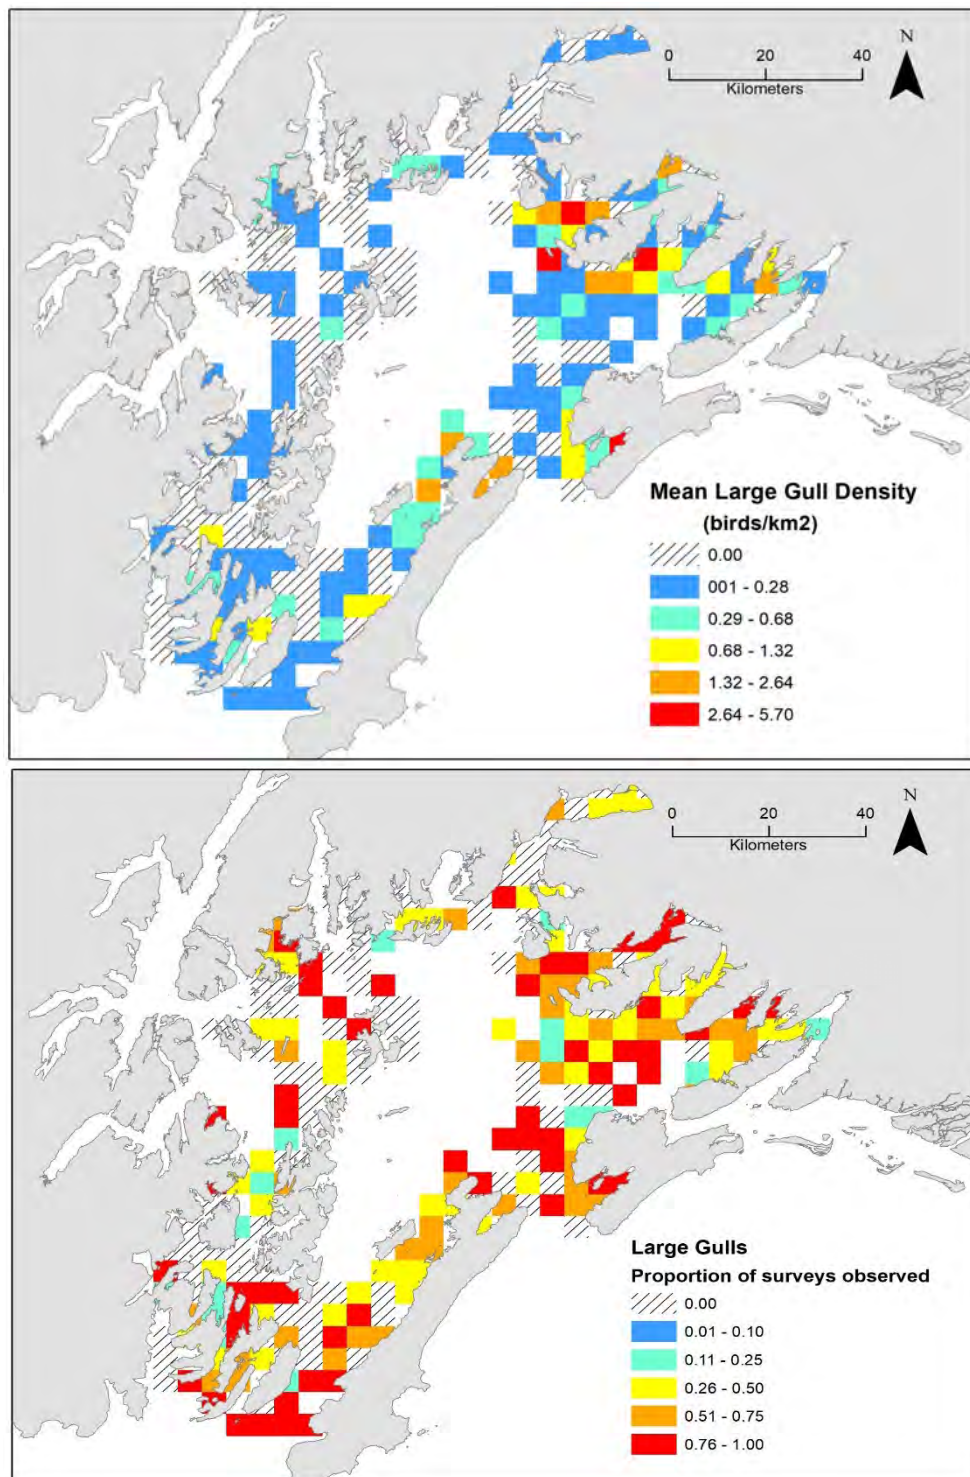 N
0 20 40
Kilometers
Mean Large Gull Density
(birds/km2)
0.00
001 - 0.28
0.29 - 0.68
0.68 - 1.32
1.32 - 2.64
2.64 - 5.70
N
0 20 40
Kilometers
Large Gulls
Proportion of surveys observed
0.00
0.01 - 0.10
0.11 - 0.25
0.26 - 0.50
0.51 - 0.75
0.76 - 1.00